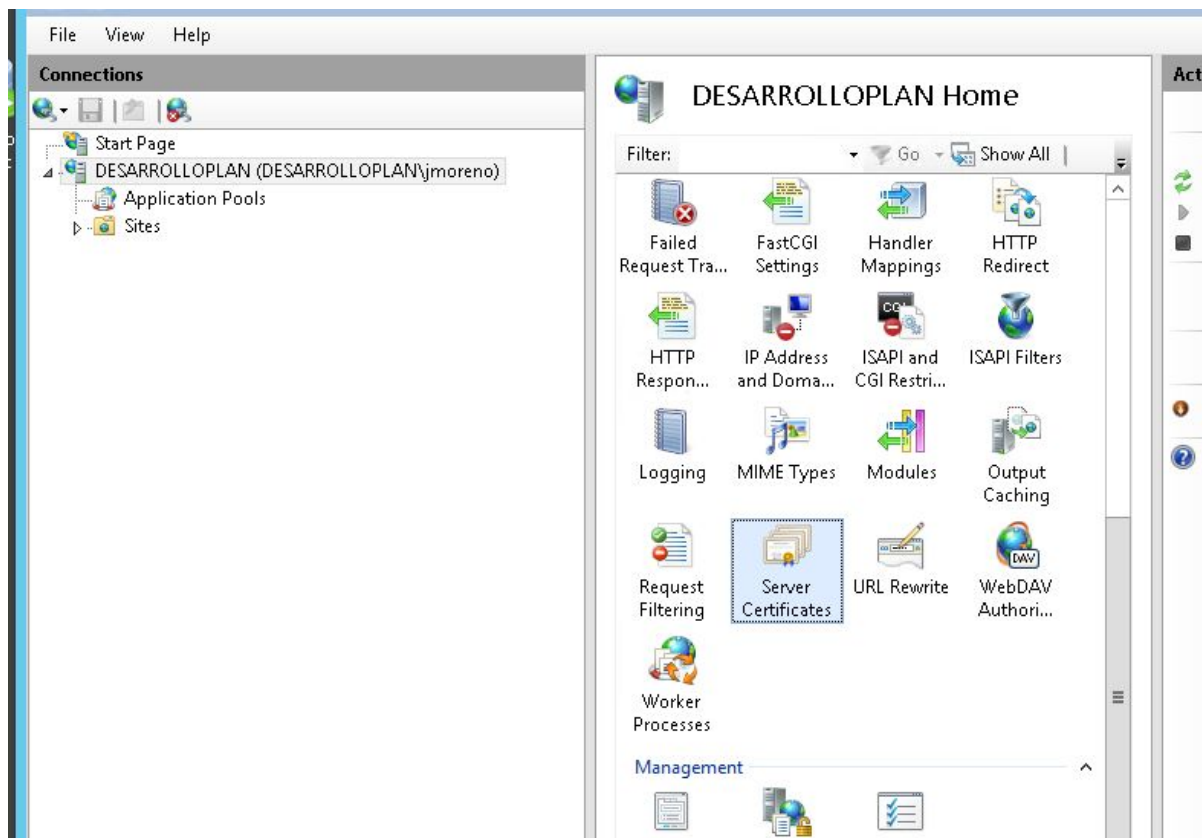 File View Help
Connections
Start Page
DESARROLLOPLAN (DESARROLLOPLAN\jmoreno)
Application Pools
Sites
DESARROLLOPLAN Home
Filter:
Go
Show All
Failed
Request Tra...
FastCGI
Settings
Handler
Mappings
HTTP
Redirect
HTTP
Respon...
IP Address
and Doma...
ISAPI and
CGI Restri...
ISAPI Filters
Logging
MIME Types
Modules
Output
Caching
Request
Filtering
Server
Certificates
URL Rewrite
WebDAV
Authori...
Worker
Processes
Management
Act